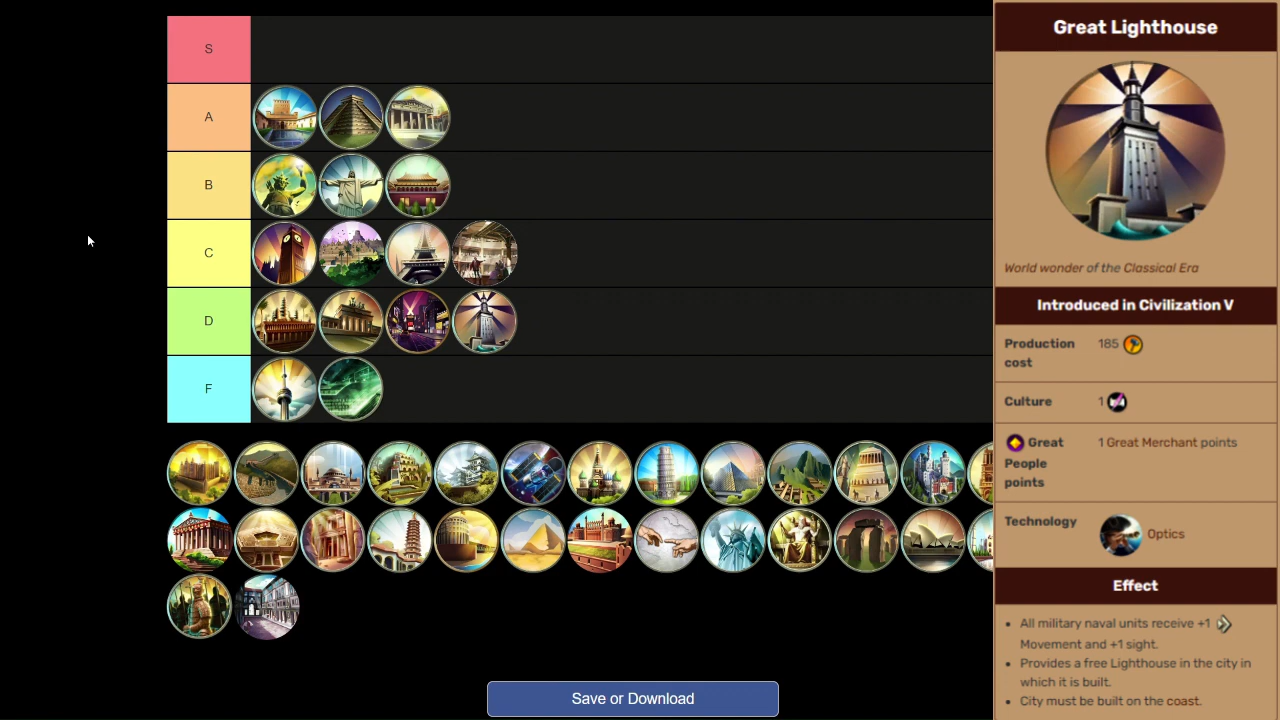 Great Lighthouse
S
A
B
C
D
F
World wonder of the Classical Era
Introduced in Civilization V
Production cost 185
Culture 1
Great People points 1 Great Merchant points
Technology Optics
Effect
All military naval units receive +1
Movement and +1 sight.
Provides a free Lighthouse in the city in
which it is built.
City must be built on the coast.
Save or Download